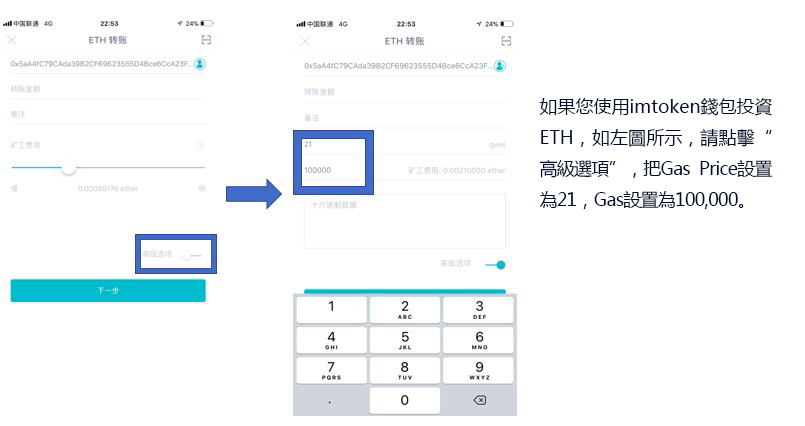 中国联通 4G 22:53 24%
ETH 转账
0x5aA4fC79CAda39B2CF69623555D4Bce6CcA23F...
转账金额
备注
矿工费用
慢 0.00089176 ether 快
高级选项
下一步
中国联通 4G 22:53 24%
ETH 转账
0x5aA4fC79CAda39B2CF69623555D4Bce6CcA23F...
转账金额
备注
21 gwei
100000 矿工费用: 0.00210000 ether
十六进制数据
高级选项
1 2 3
ABC DEF
4 5 6
GHI JKL MNO
7 8 9
PQRS TUV WXYZ
. 0
如果您使用imtoken錢包投資
ETH，如左圖所示，請點擊“
高級選項”，把Gas Price設置
為21，Gas設置為100,000。